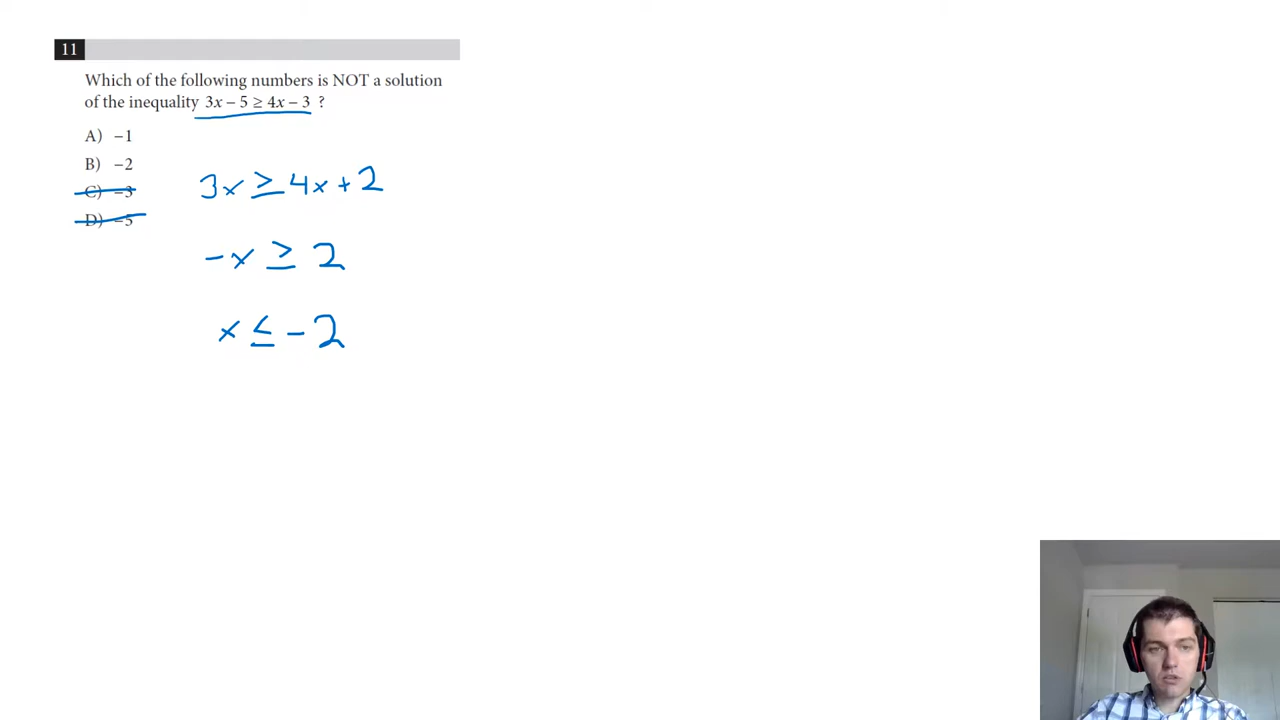 11
Which of the following numbers is NOT a solution
of the inequality 3x – 5 ≥ 4x – 3 ?
A) –1
B) –2
C) –3
D) –5
3x ≥ 4x + 2
-x ≥ 2
x ≤ -2